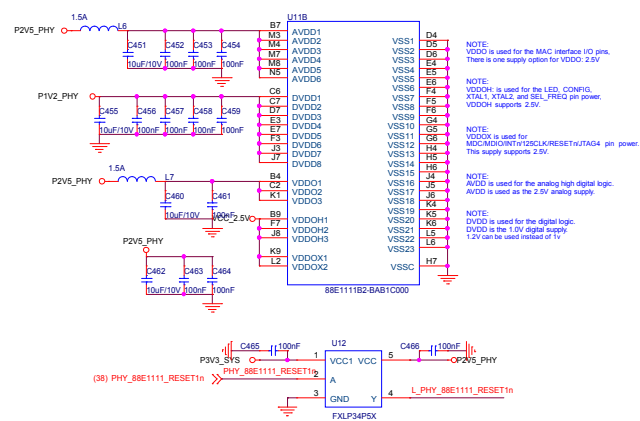 U11B
1.5A
L6
P2V5_PHY
C451 C452 C453 C454
10uF/10V 100nF 100nF 100nF
B7 AVDD1
M3 AVDD2
M4 AVDD3
M7 AVDD4
M8 AVDD5
N5 AVDD6
P1V2_PHY
C455 C456 C457 C458 C459
10uF/10V 100nF 100nF 100nF 100nF
C6 DVDD1
C7 DVDD2
D7 DVDD3
E3 DVDD4
E7 DVDD5
F3 DVDD6
J3 DVDD7
J7 DVDD8
1.5A
L7
P2V5_PHY
C460 C461
10uF/10V 100nF
B4 VDDO1
C2 VDDO2
K1 VDDO3
VCC_2.5V
B9 VDDOH1
F7 VDDOH2
J8 VDDOH3
K9 VDDOX1
L2 VDDOX2
P2V5_PHY
C462 C463 C464
10uF/10V 100nF 100nF
VSS1 D4
VSS2 D5
VSS3 D6
VSS4 E4
VSS5 E5
VSS6 E6
VSS7 F4
VSS8 F5
VSS9 F6
VSS10 G4
VSS11 G5
VSS12 G6
VSS13 H4
VSS14 H5
VSS15 H6
VSS16 J4
VSS17 J5
VSS18 J6
VSS19 K4
VSS20 K5
VSS21 K6
VSS22 L5
VSS23 L6
VSSC H7
88E1111B2-BAB1C000
NOTE:
VDDO is used for the MAC interface I/O pins,
There is one supply option for VDDO: 2.5V
NOTE:
VDDOH: is used for the LED, CONFIG,
XTAL1, XTAL2, and SEL_FREQ pin power,
VDDOH supports 2.5V.
NOTE:
VDDOX is used for
MDC/MDIO/INTn/125CLK/RESETn/JTAG4 pin power.
This supply supports 2.5V.
NOTE:
AVDD is used for the analog high digital logic.
AVDD is used as the 2.5V analog supply.
NOTE:
DVDD is used for the digital logic.
DVDD is the 1.0V digital supply.
1.2V can be used instead of 1v
U12
C465 100nF
C466 100nF
P3V3_SYS
P2V5_PHY
1 VCC1 VCC 5
(38) PHY_88E1111_RESET1n
PHY_88E1111_RESET1n
2 A
3 GND Y 4
L_PHY_88E1111_RESET1n
FXLP34P5X